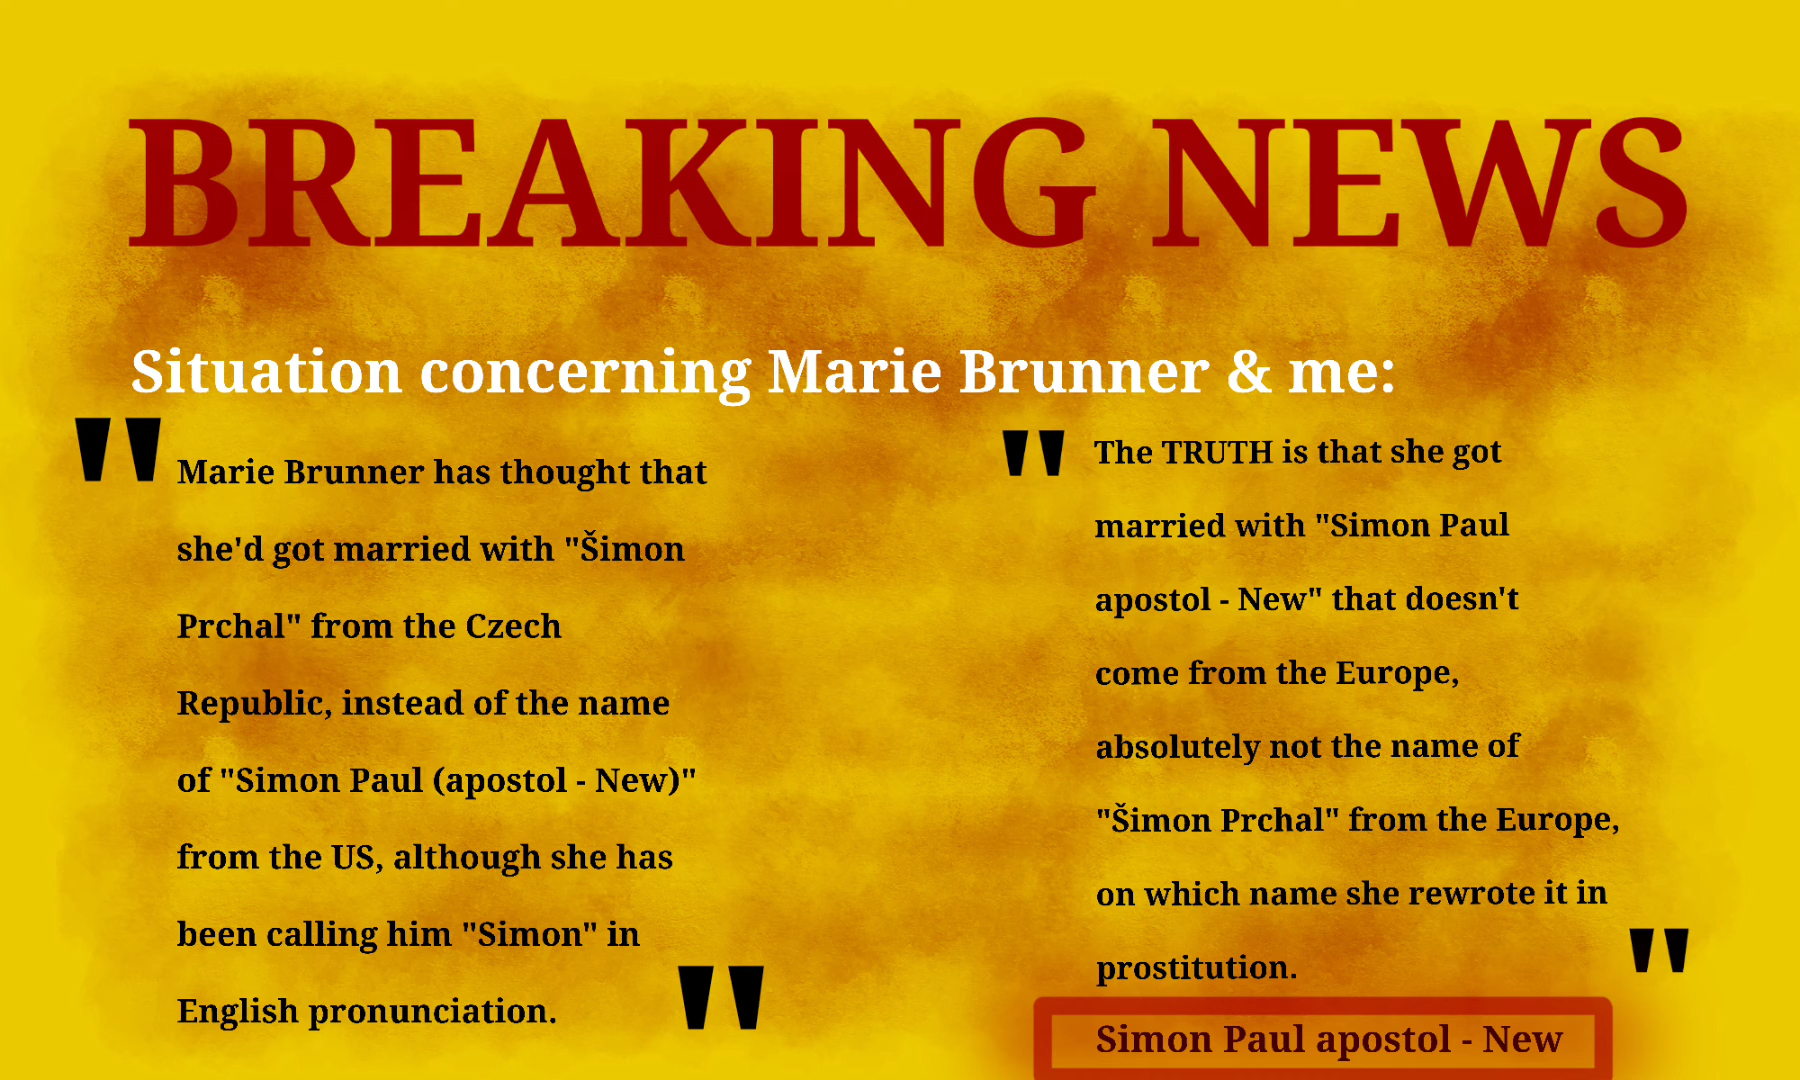 BREAKING NEWS
Situation concerning Marie Brunner & me:
"Marie Brunner has thought that
she'd got married with "Šimon
Prchal" from the Czech
Republic, instead of the name
of "Simon Paul (apostol - New)"
from the US, although she has
been calling him "Simon" in
English pronunciation."
"The TRUTH is that she got
married with "Simon Paul
apostol - New" that doesn't
come from the Europe,
absolutely not the name of
"Šimon Prchal" from the Europe,
on which name she rewrote it in
prostitution."
Simon Paul apostol - New